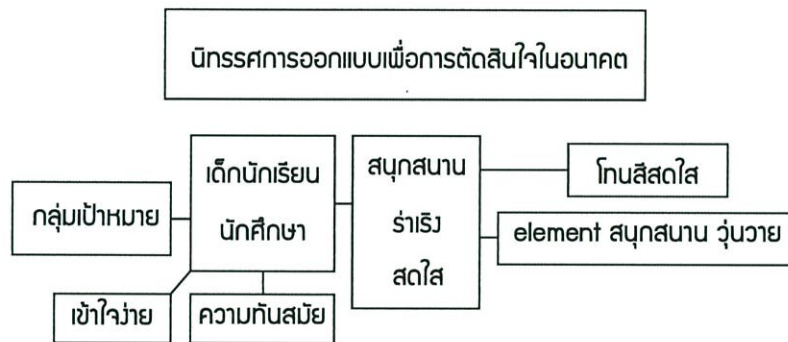 นิทรรศการออกแบบเพื่อการตัดสินใจในอนาคต
กลุ่มเป้าหมาย
เด็กนักเรียน
นักศึกษา
สนุกสนาน
ร่าเริง
สดใส
โทนสีสดใส
element สนุกสนาน วุ่นวาย
เข้าใจง่าย
ความทันสมัย